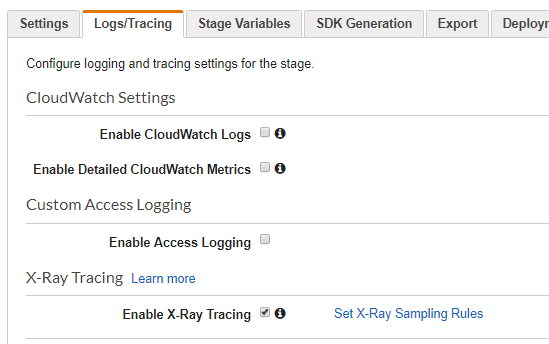 Settings
Logs/Tracing
Stage Variables
SDK Generation
Export
Configure logging and tracing settings for the stage.
CloudWatch Settings
Enable CloudWatch Logs
Enable Detailed CloudWatch Metrics
Custom Access Logging
Enable Access Logging
X-Ray Tracing Learn more
Enable X-Ray Tracing Set X-Ray Sampling Rules